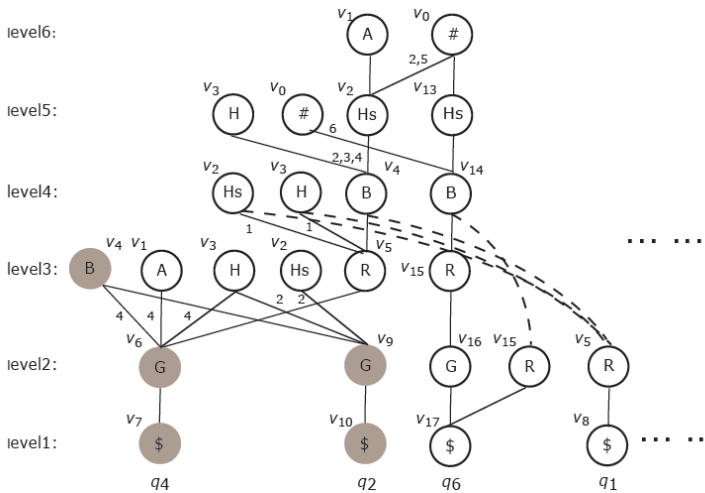 level6: v1 A v0 #
2,5
level5: v3 H v0 # v2 Hs v13 Hs
6 2,3,4
level4: v2 Hs v3 H v4 B v14 B
1 1
level3: v4 B v1 A v3 H v2 Hs v5 R v15 R ... ...
4 4 4 2 2
level2: v6 G v9 G v16 G v15 R v5 R
level1: v7 $ v10 $ v17 $ v8 $ ... ...
q4 q2 q6 q1